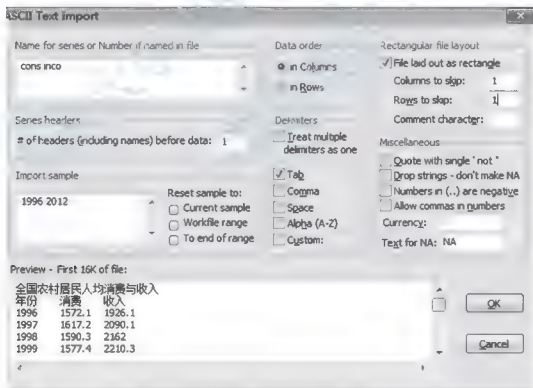 ASCII Text import
Name for series or Number if named in file
cons inco
Data order
in Columns
in Rows
Rectangular file layout
File laid out as rectangle
Columns to skip: 1
Rows to skip: 1
Comment character:
Series headers
# of headers (including names) before data: 1
Delimiters
Treat multiple
delimiters as one
Tab
Comma
Space
Alpha (A-Z)
Custom:
Miscellaneous
Quote with single ' not "
Drop strings - don't make NA
Numbers in (..) are negative
Allow commas in numbers
Currency:
Text for NA: NA
Import sample
1996 2012
Reset sample to:
Current sample
Workfile range
To end of range
Preview - First 16K of file:
全国农村居民人均消费与收入
年份 消费 收入
1996 1572.1 1926.1
1997 1617.2 2090.1
1998 1590.3 2162
1999 1577.4 2210.3
OK
Cancel